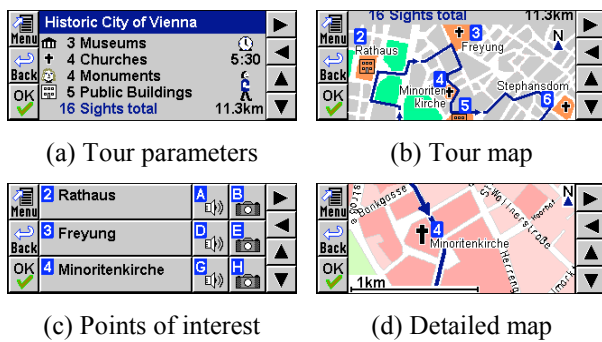 Menu
Back
OK
Historic City of Vienna
3 Museums
4 Churches 5:30
4 Monuments
5 Public Buildings
16 Sights total 11.3km
(a) Tour parameters
Menu
Back
OK
16 Sights total 11.3km
2 3 N
Rathaus Freyung
4 Stephansdom
Minoriten
kirche
5 6
(b) Tour map
Menu
Back
OK
2 Rathaus A B
3 Freyung D E
4 Minoritenkirche G H
(c) Points of interest
Menu
Back
OK
Bankgasse
Wallnerstraße
N
4
Minoritenkirche
Herreng
1km
(d) Detailed map